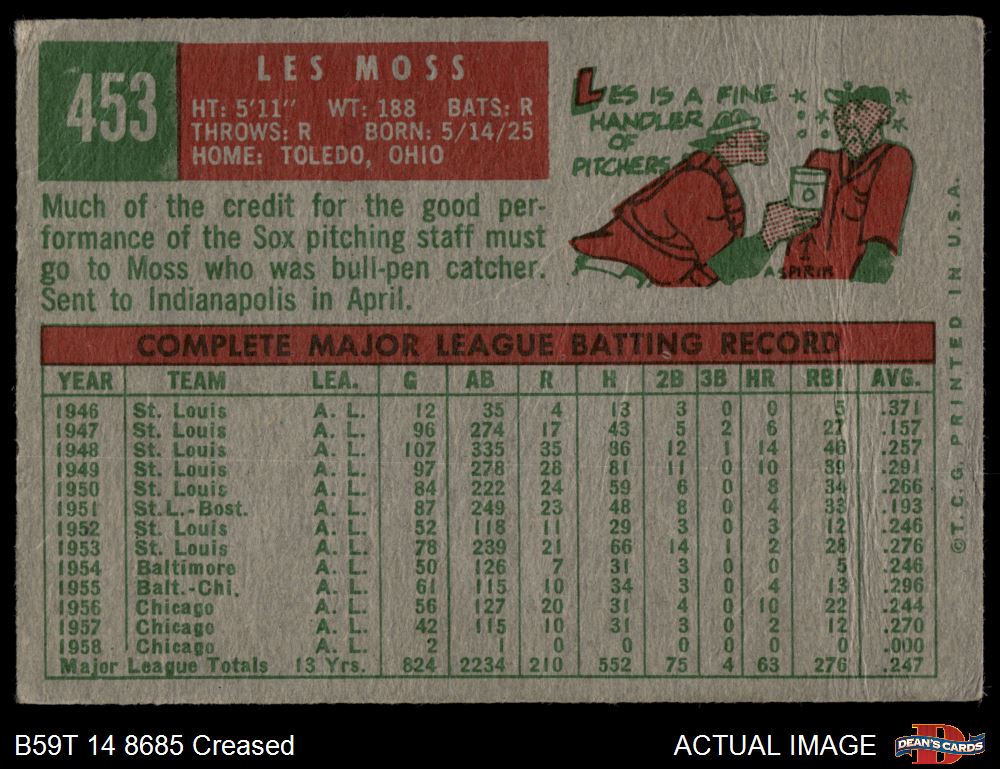 453
LES MOSS
HT: 5'11" WT: 188 BATS: R
THROWS: R BORN: 5/14/25
HOME: TOLEDO, OHIO
LES IS A FINE
HANDLER
OF
PITCHERS
ASPIRIN
Much of the credit for the good per-
formance of the Sox pitching staff must
go to Moss who was bull-pen catcher.
Sent to Indianapolis in April.
COMPLETE MAJOR LEAGUE BATTING RECORD
YEAR TEAM LEA. G AB R H 2B 3B HR RBI AVG.
1946 St. Louis A. L. 12 35 4 13 3 0 0 5 .371
1947 St. Louis A. L. 96 274 17 43 5 2 6 27 .157
1948 St. Louis A. L. 107 335 35 86 12 1 14 46 .257
1949 St. Louis A. L. 97 278 28 81 11 0 10 39 .291
1950 St. Louis A. L. 84 222 24 59 6 0 8 34 .266
1951 St.L.-Bost. A. L. 87 249 23 48 8 0 4 33 .193
1952 St. Louis A. L. 52 118 11 29 3 0 3 12 .246
1953 St. Louis A. L. 78 239 21 66 14 1 2 28 .276
1954 Baltimore A. L. 50 126 7 31 3 0 0 5 .246
1955 Balt.-Chi. A. L. 61 115 10 34 3 0 4 13 .296
1956 Chicago A. L. 56 127 20 31 4 0 10 22 .244
1957 Chicago A. L. 42 115 10 31 3 0 2 12 .270
1958 Chicago A. L. 2 1 0 0 0 0 0 0 .000
Major League Totals 13 Yrs. 824 2234 210 552 75 4 63 276 .247
©T.C.G. PRINTED IN U.S.A.
B59T 14 8685 Creased
ACTUAL IMAGE
DEAN'S CARDS